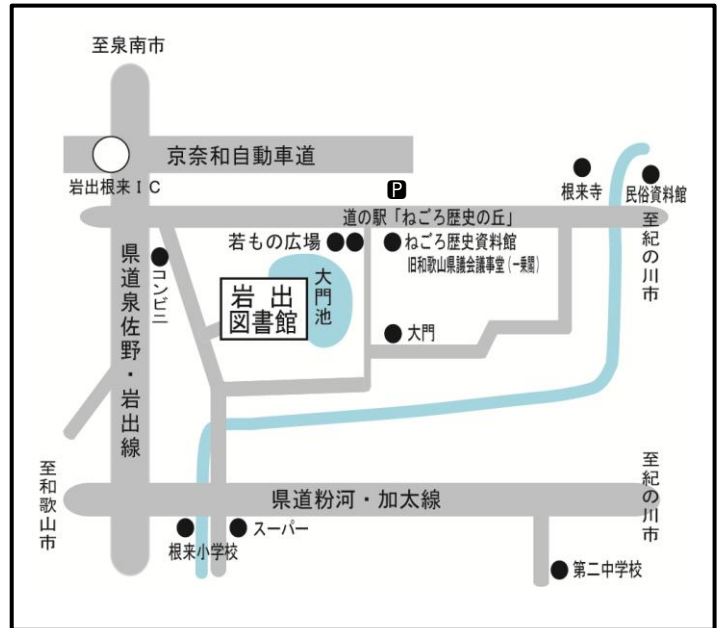 至泉南市
京奈和自動車道
岩出根来IC
P
根来寺
民俗資料館
道の駅「ねごろ歴史の丘」
至紀の川市
若もの広場
ねごろ歴史資料館
旧和歌山県議会議事堂（一乗閣）
コンビニ
県道泉佐野・岩出線
岩出
図書館
大門池
大門
至和歌山市
県道粉河・加太線
至紀の川市
スーパー
根来小学校
第二中学校